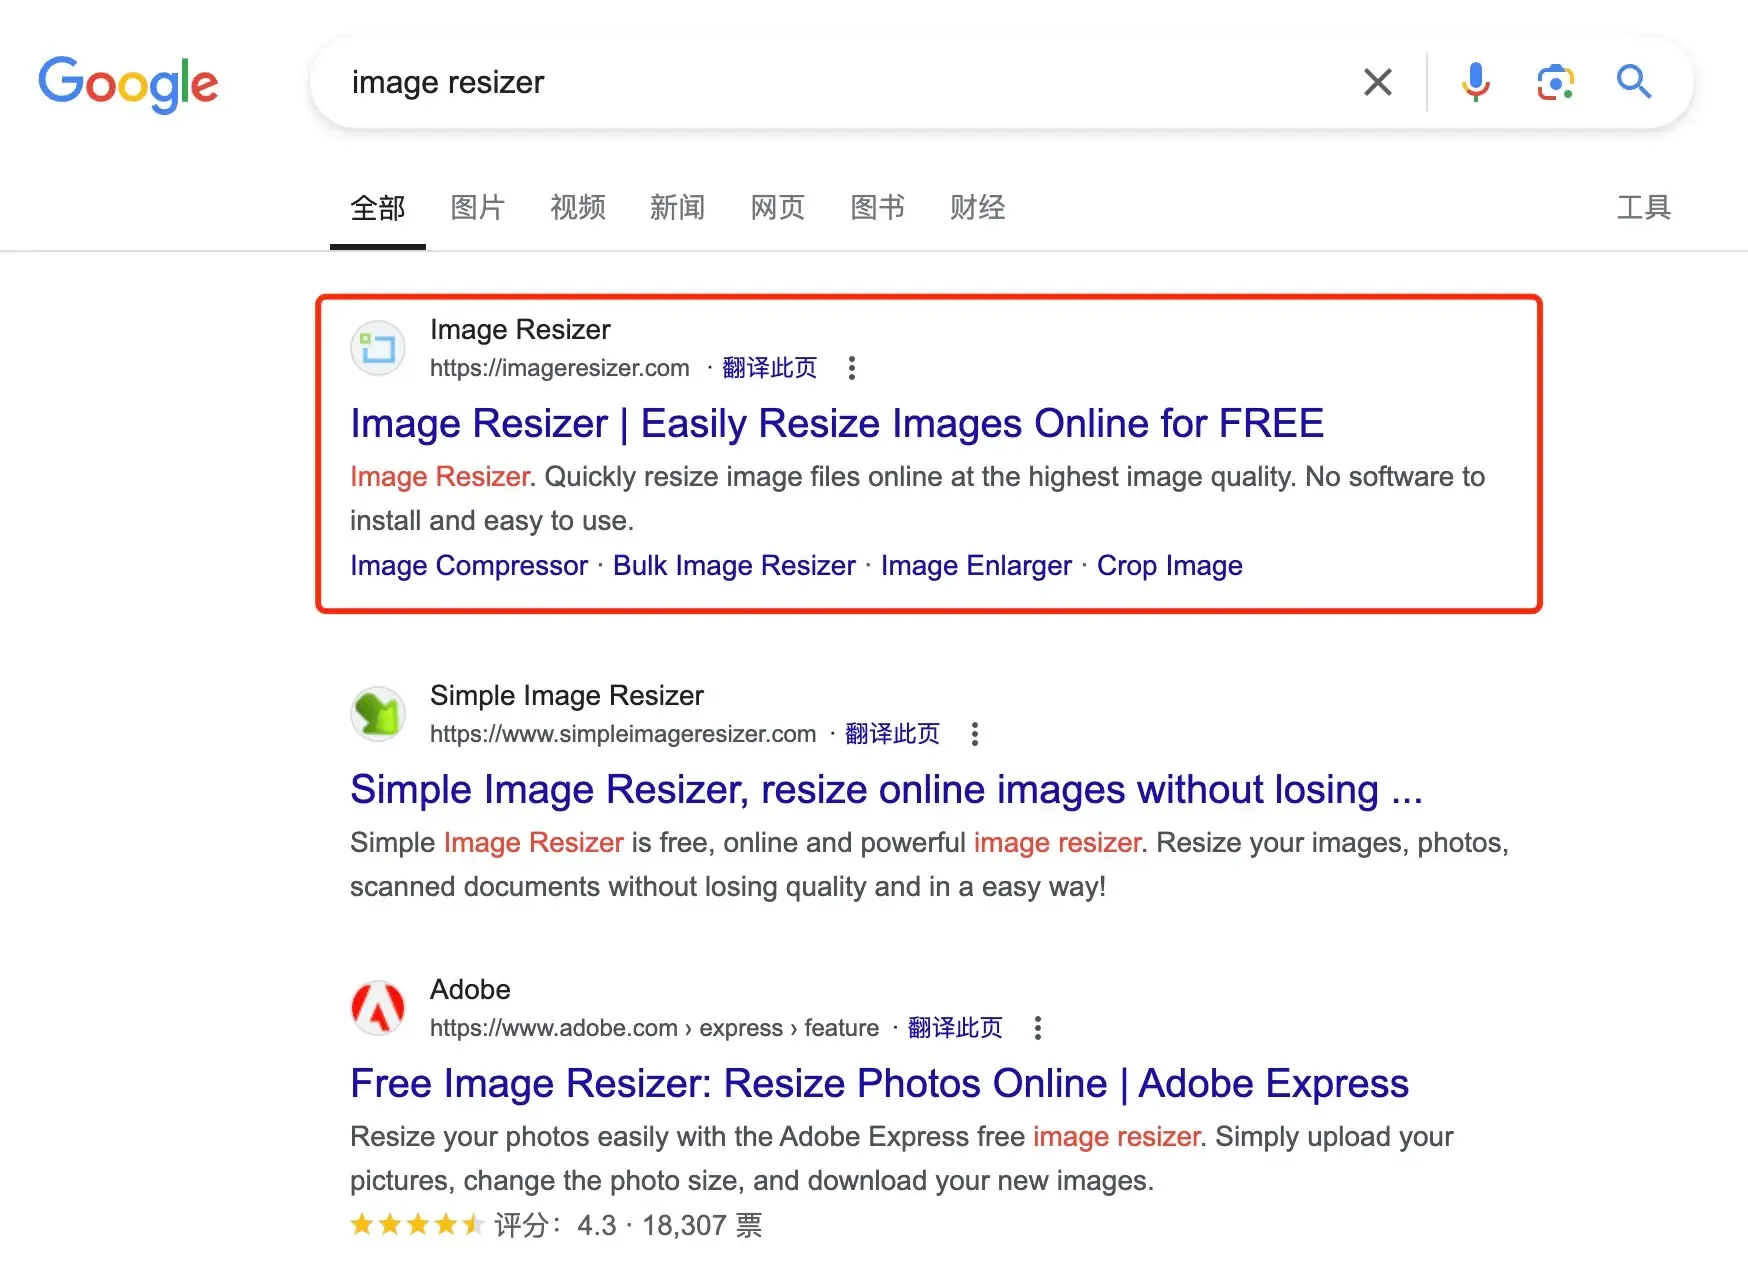 Google
image resizer
全部 图片 视频 新闻 网页 图书 财经 工具
Image Resizer
https://imageresizer.com · 翻译此页
Image Resizer | Easily Resize Images Online for FREE
Image Resizer. Quickly resize image files online at the highest image quality. No software to
install and easy to use.
Image Compressor · Bulk Image Resizer · Image Enlarger · Crop Image
Simple Image Resizer
https://www.simpleimageresizer.com · 翻译此页
Simple Image Resizer, resize online images without losing ...
Simple Image Resizer is free, online and powerful image resizer. Resize your images, photos,
scanned documents without losing quality and in a easy way!
Adobe
https://www.adobe.com › express › feature · 翻译此页
Free Image Resizer: Resize Photos Online | Adobe Express
Resize your photos easily with the Adobe Express free image resizer. Simply upload your
pictures, change the photo size, and download your new images.
评分：4.3 · 18,307 票